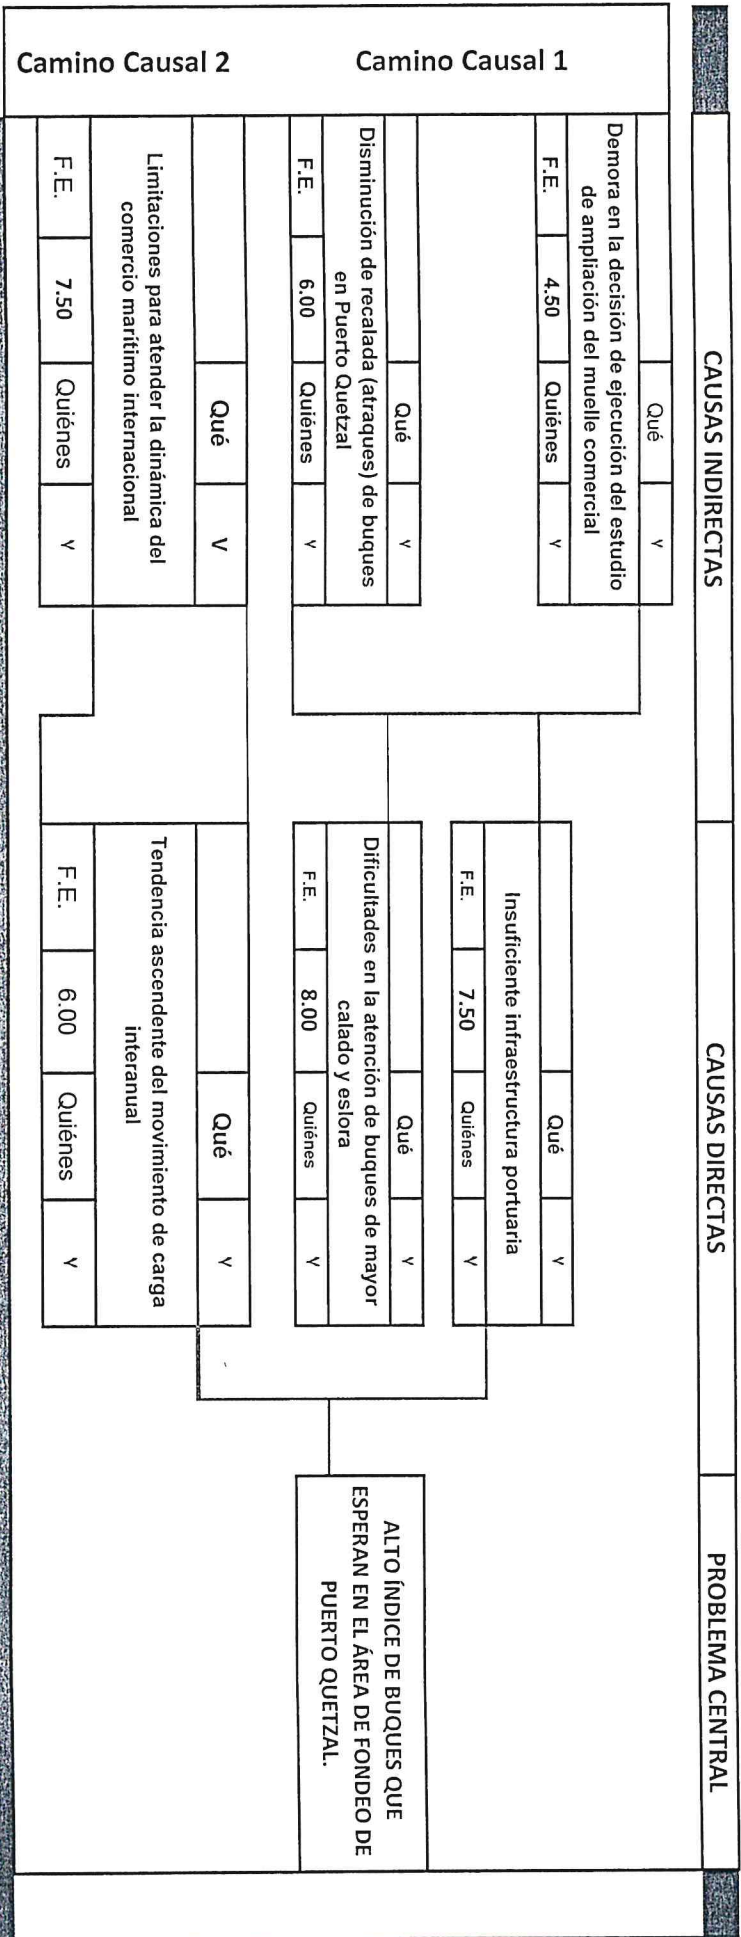 CAUSAS INDIRECTAS
CAUSAS DIRECTAS
PROBLEMA CENTRAL
Camino Causal 1
Qué Y
Demora en la decisión de ejecución del estudio
de ampliación del muelle comercial
F.E. 4.50 Quiénes Y
Qué Y
Disminución de recalada (atraques) de buques
en Puerto Quetzal
F.E. 6.00 Quiénes Y
Qué Y
Insuficiente infraestructura portuaria
F.E. 7.50 Quiénes Y
Qué Y
Dificultades en la atención de buques de mayor
calado y eslora
F.E. 8.00 Quiénes Y
ALTO ÍNDICE DE BUQUES QUE
ESPERAN EN EL ÁREA DE FONDEO DE
PUERTO QUETZAL.
Camino Causal 2
Qué V
Limitaciones para atender la dinámica del
comercio marítimo internacional
F.E. 7.50 Quiénes Y
Qué Y
Tendencia ascendente del movimiento de carga
interanual
F.E. 6.00 Quiénes Y